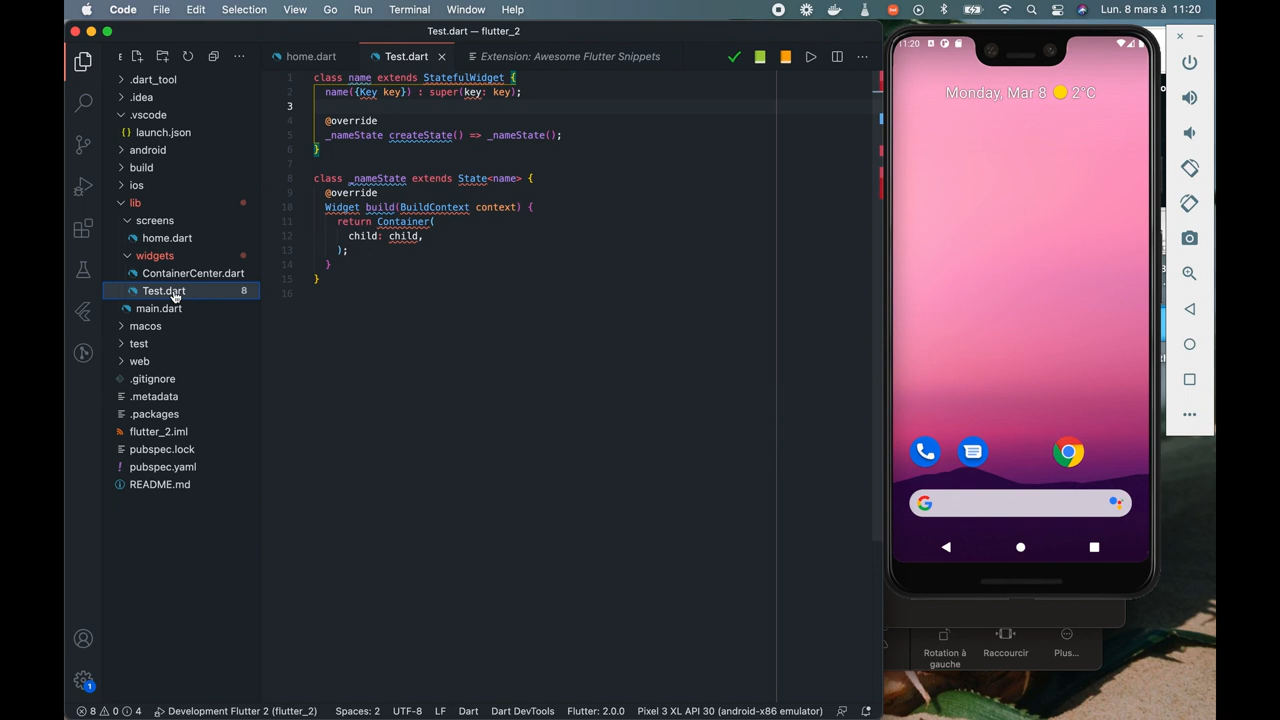 Code File Edit Selection View Go Run Terminal Window Help
Lun. 8 mars à 11:20
Test.dart — flutter_2
home.dart
Test.dart
Extension: Awesome Flutter Snippets
.dart_tool
.idea
.vscode
launch.json
android
build
ios
lib
screens
home.dart
widgets
ContainerCenter.dart
Test.dart 8
main.dart
macos
test
web
.gitignore
.metadata
.packages
flutter_2.iml
pubspec.lock
pubspec.yaml
README.md
1 class name extends StatefulWidget {
2 name({Key key}) : super(key: key);
3
4 @override
5 _nameState createState() => _nameState();
6 }
7
8 class _nameState extends State<name> {
9 @override
10 Widget build(BuildContext context) {
11 return Container(
12 child: child,
13 );
14 }
15 }
16
11:20
Monday, Mar 8 2°C
Rotation à gauche
Raccourcir
Plus...
1
8 0 4 Development Flutter 2 (flutter_2) Spaces: 2 UTF-8 LF Dart Dart DevTools Flutter: 2.0.0 Pixel 3 XL API 30 (android-x86 emulator)